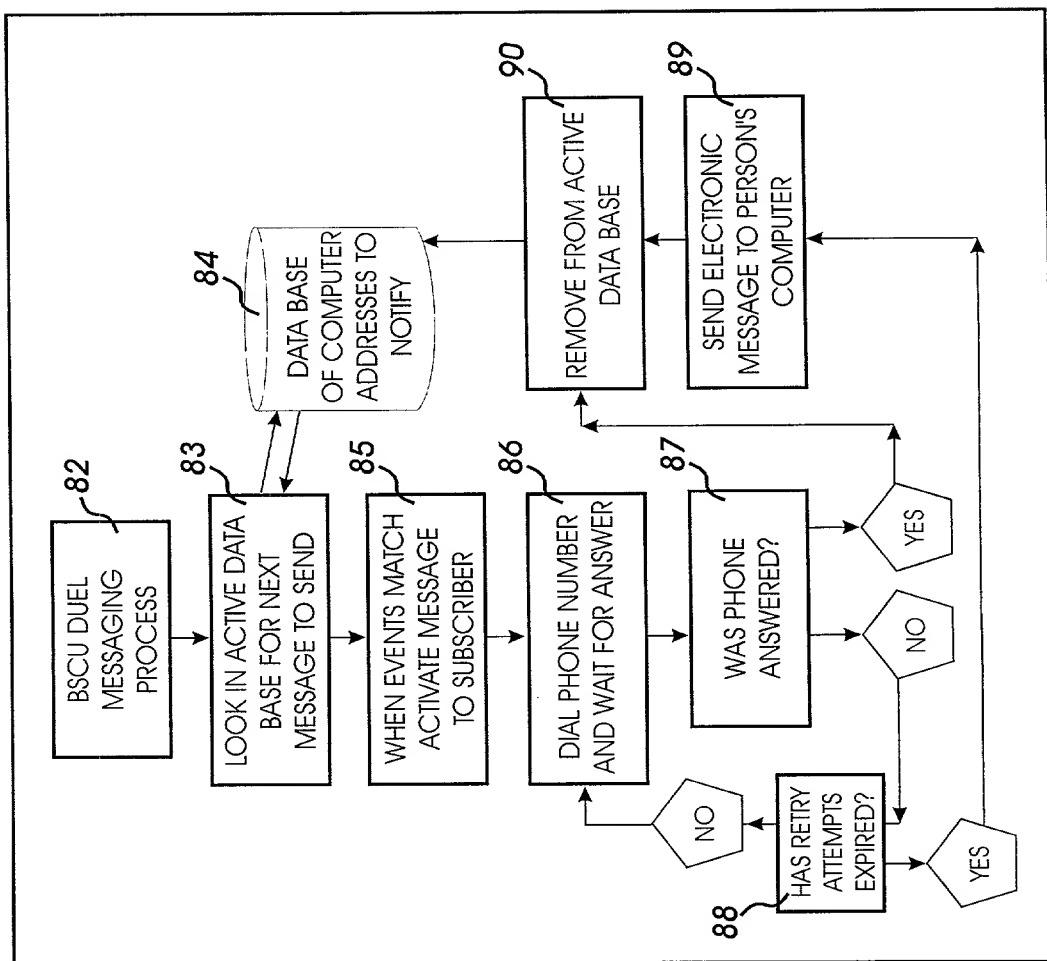 82
BSCU DUEL
MESSAGING
PROCESS
83
LOOK IN ACTIVE DATA
BASE FOR NEXT
MESSAGE TO SEND
84
DATA BASE
OF COMPUTER
ADDRESSES TO
NOTIFY
85
WHEN EVENTS MATCH
ACTIVATE MESSAGE
TO SUBSCRIBER
86
DIAL PHONE NUMBER
AND WAIT FOR ANSWER
87
WAS PHONE
ANSWERED?
NO
YES
88
HAS RETRY
ATTEMPTS
EXPIRED?
NO
YES
90
REMOVE FROM ACTIVE
DATA BASE
89
SEND ELECTRONIC
MESSAGE TO PERSON'S
COMPUTER